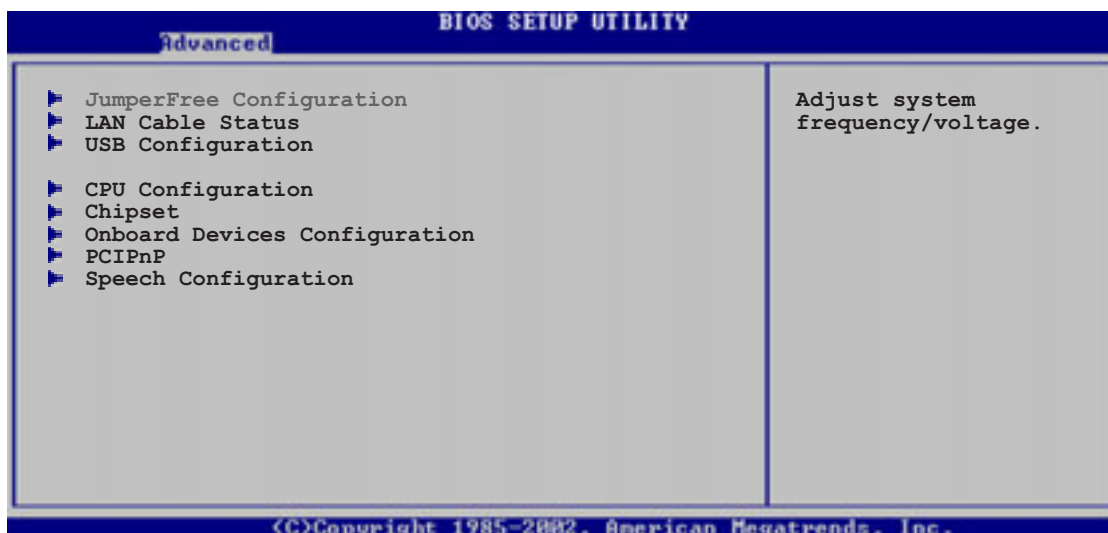 BIOS SETUP UTILITY
Advanced
JumperFree Configuration
LAN Cable Status
USB Configuration
CPU Configuration
Chipset
Onboard Devices Configuration
PCIPnP
Speech Configuration
Adjust system
frequency/voltage.
(C)Copyright 1985-2002, American Megatrends, Inc.